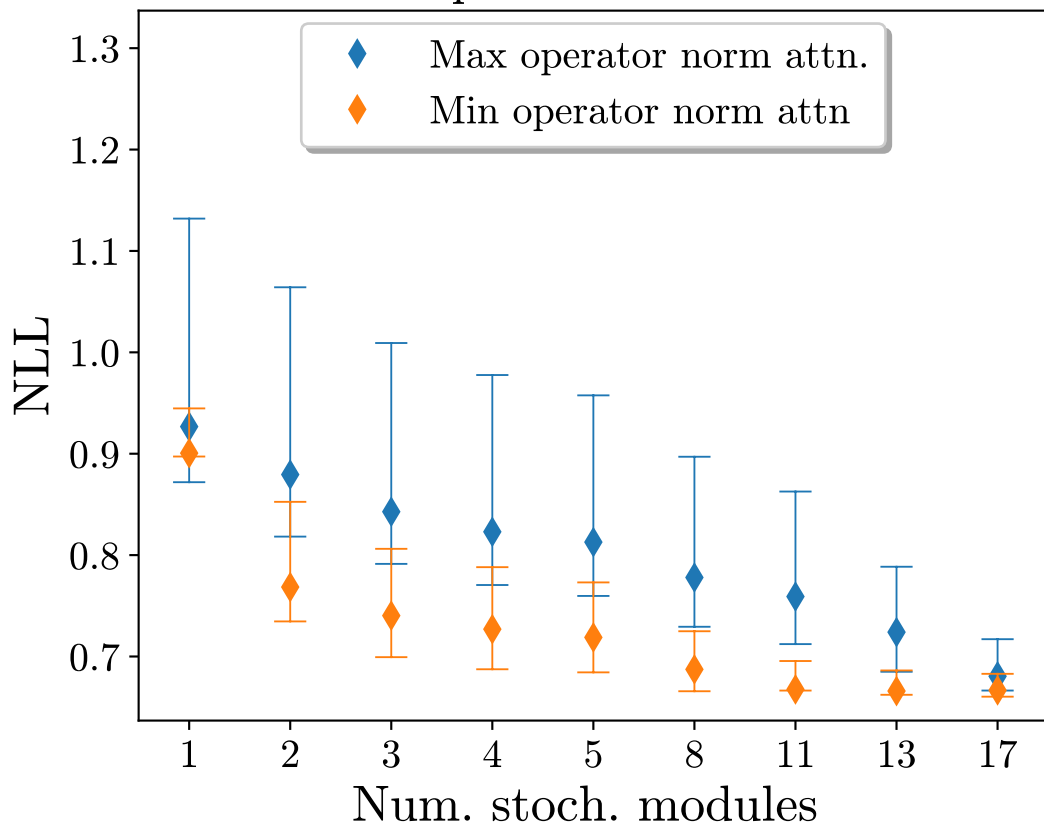 Max operator norm attn.
Min operator norm attn
1.3
1.2
1.1
1.0
0.9
0.8
0.7
NLL
1 2 3 4 5 8 11 13 17
Num. stoch. modules